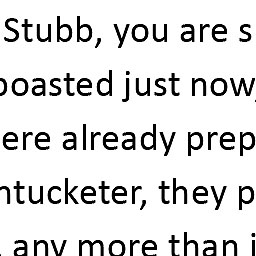 Stubb, you are s
boasted just now,
ere already prep
ntucketer, they p
any more than i